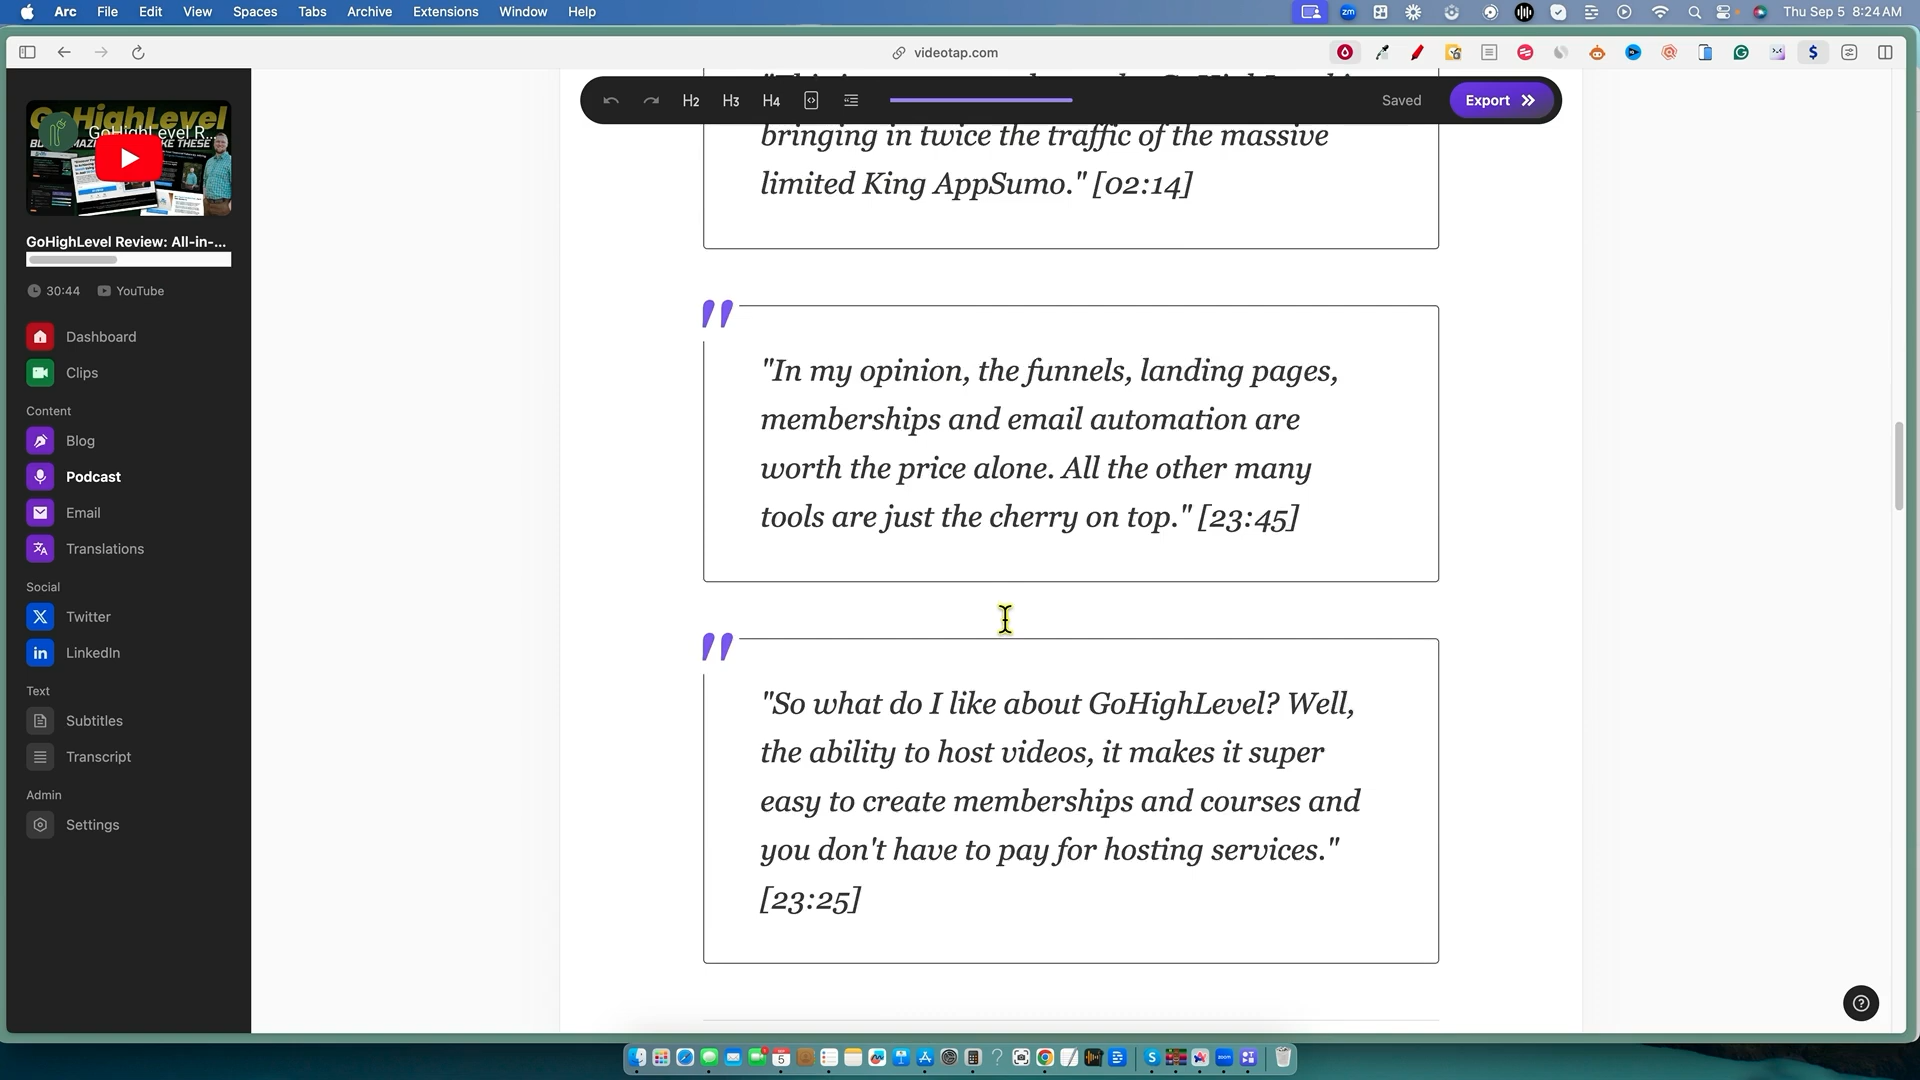 Arc File Edit View Spaces Tabs Archive Extensions Window Help
zm
Thu Sep 5 8:24 AM
videotap.com
GoHighLevel
GoHighLevel R...
GoHighLevel Review: All-in-...
30:44 YouTube
Dashboard
Clips
Content
Blog
Podcast
Email
Translations
Social
Twitter
LinkedIn
Text
Subtitles
Transcript
Admin
Settings
H2 H3 H4
Saved
Export
bringing in twice the traffic of the massive
limited King AppSumo." [02:14]
"In my opinion, the funnels, landing pages,
memberships and email automation are
worth the price alone. All the other many
tools are just the cherry on top." [23:45]
"So what do I like about GoHighLevel? Well,
the ability to host videos, it makes it super
easy to create memberships and courses and
you don't have to pay for hosting services."
[23:25]